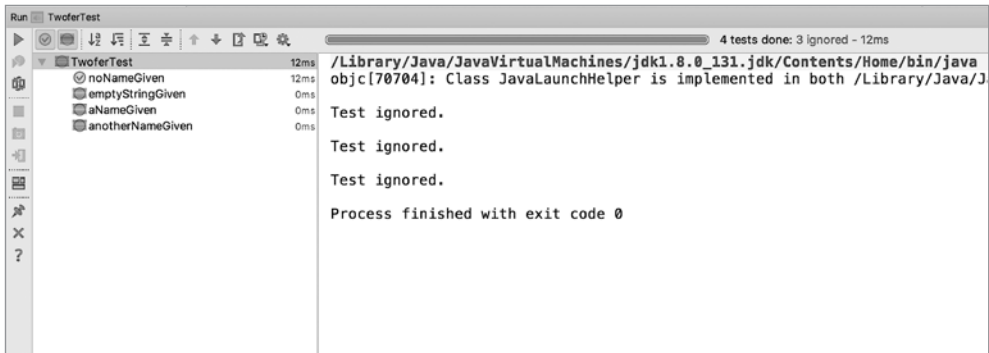 Run TwoferTest
4 tests done: 3 ignored - 12ms
TwoferTest 12ms
noNameGiven 12ms
emptyStringGiven 0ms
aNameGiven 0ms
anotherNameGiven 0ms
/Library/Java/JavaVirtualMachines/jdk1.8.0_131.jdk/Contents/Home/bin/java
objc[70704]: Class JavaLaunchHelper is implemented in both /Library/Java/J
Test ignored.
Test ignored.
Test ignored.
Process finished with exit code 0